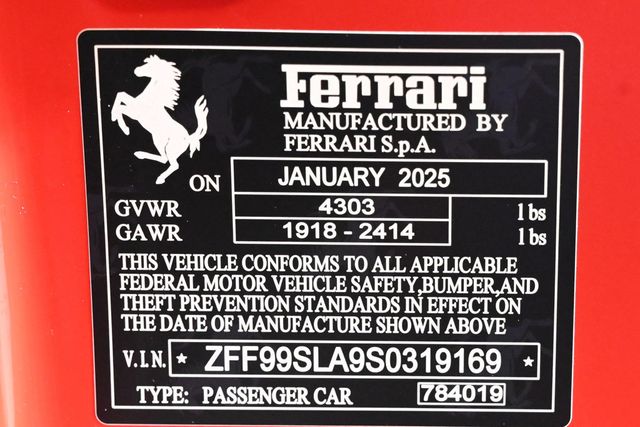 Ferrari
MANUFACTURED BY
FERRARI S.p.A.
ON JANUARY 2025
GVWR 4303 lbs
GAWR 1918 - 2414 lbs
THIS VEHICLE CONFORMS TO ALL APPLICABLE
FEDERAL MOTOR VEHICLE SAFETY,BUMPER,AND
THEFT PREVENTION STANDARDS IN EFFECT ON
THE DATE OF MANUFACTURE SHOWN ABOVE
V.I.N. * ZFF99SLA9S0319169 *
TYPE: PASSENGER CAR 784019